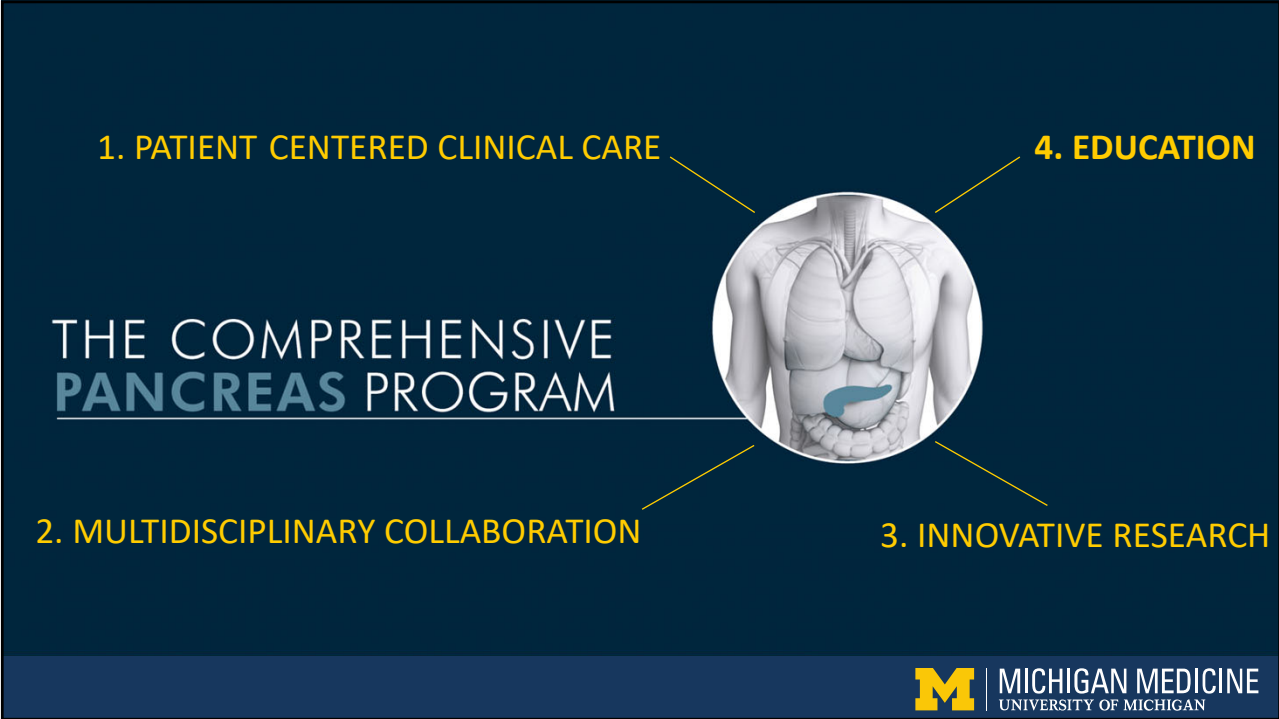 1. PATIENT CENTERED CLINICAL CARE
4. EDUCATION
THE COMPREHENSIVE
PANCREAS PROGRAM
2. MULTIDISCIPLINARY COLLABORATION
3. INNOVATIVE RESEARCH
M
MICHIGAN MEDICINE
UNIVERSITY OF MICHIGAN